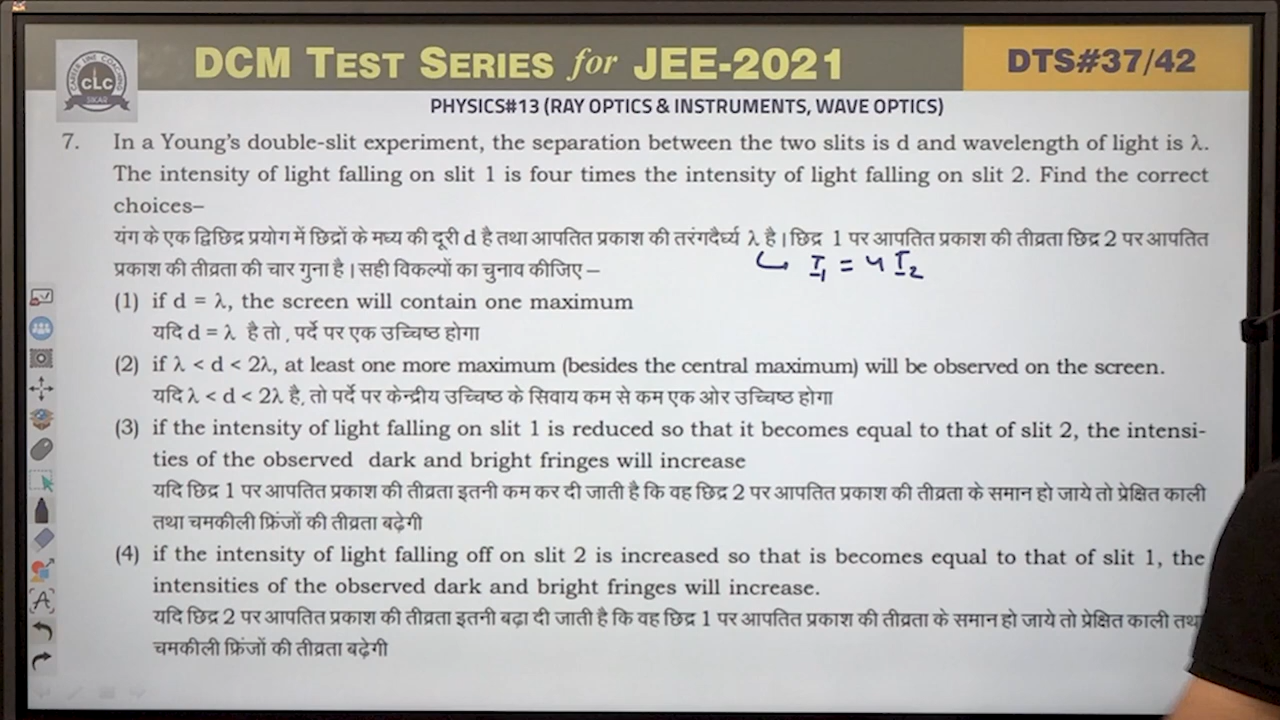 DCM TEST SERIES for JEE-2021
DTS#37/42
CLC
SIKAR
PHYSICS#13 (RAY OPTICS & INSTRUMENTS, WAVE OPTICS)
7. In a Young's double-slit experiment, the separation between the two slits is d and wavelength of light is λ.
The intensity of light falling on slit 1 is four times the intensity of light falling on slit 2. Find the correct
choices–
यंग के एक द्विछिद्र प्रयोग में छिद्रों के मध्य की दूरी d है तथा आपतित प्रकाश की तरंगदैर्ध्य λ है। छिद्र 1 पर आपतित प्रकाश की तीव्रता छिद्र 2 पर आपतित
प्रकाश की तीव्रता की चार गुना है। सही विकल्पों का चुनाव कीजिए –
I₁ = 4 I₂
(1) if d = λ, the screen will contain one maximum
यदि d = λ है तो , पर्दे पर एक उच्चिष्ठ होगा
(2) if λ < d < 2λ, at least one more maximum (besides the central maximum) will be observed on the screen.
यदि λ < d < 2λ है, तो पर्दे पर केन्द्रीय उच्चिष्ठ के सिवाय कम से कम एक ओर उच्चिष्ठ होगा
(3) if the intensity of light falling on slit 1 is reduced so that it becomes equal to that of slit 2, the intensi-
ties of the observed dark and bright fringes will increase
यदि छिद्र 1 पर आपतित प्रकाश की तीव्रता इतनी कम कर दी जाती है कि वह छिद्र 2 पर आपतित प्रकाश की तीव्रता के समान हो जाये तो प्रेक्षित काली
तथा चमकीली फ्रिंजों की तीव्रता बढ़ेगी
(4) if the intensity of light falling off on slit 2 is increased so that is becomes equal to that of slit 1, the
intensities of the observed dark and bright fringes will increase.
यदि छिद्र 2 पर आपतित प्रकाश की तीव्रता इतनी बढ़ा दी जाती है कि वह छिद्र 1 पर आपतित प्रकाश की तीव्रता के समान हो जाये तो प्रेक्षित काली तथा
चमकीली फ्रिंजों की तीव्रता बढ़ेगी